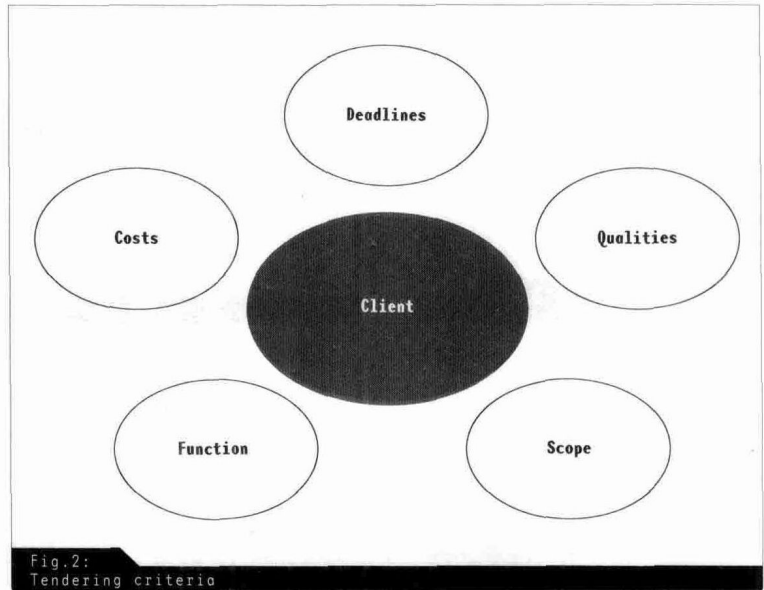 Deadlines
Costs
Qualities
Client
Function
Scope
Fig.2:
Tendering criteria